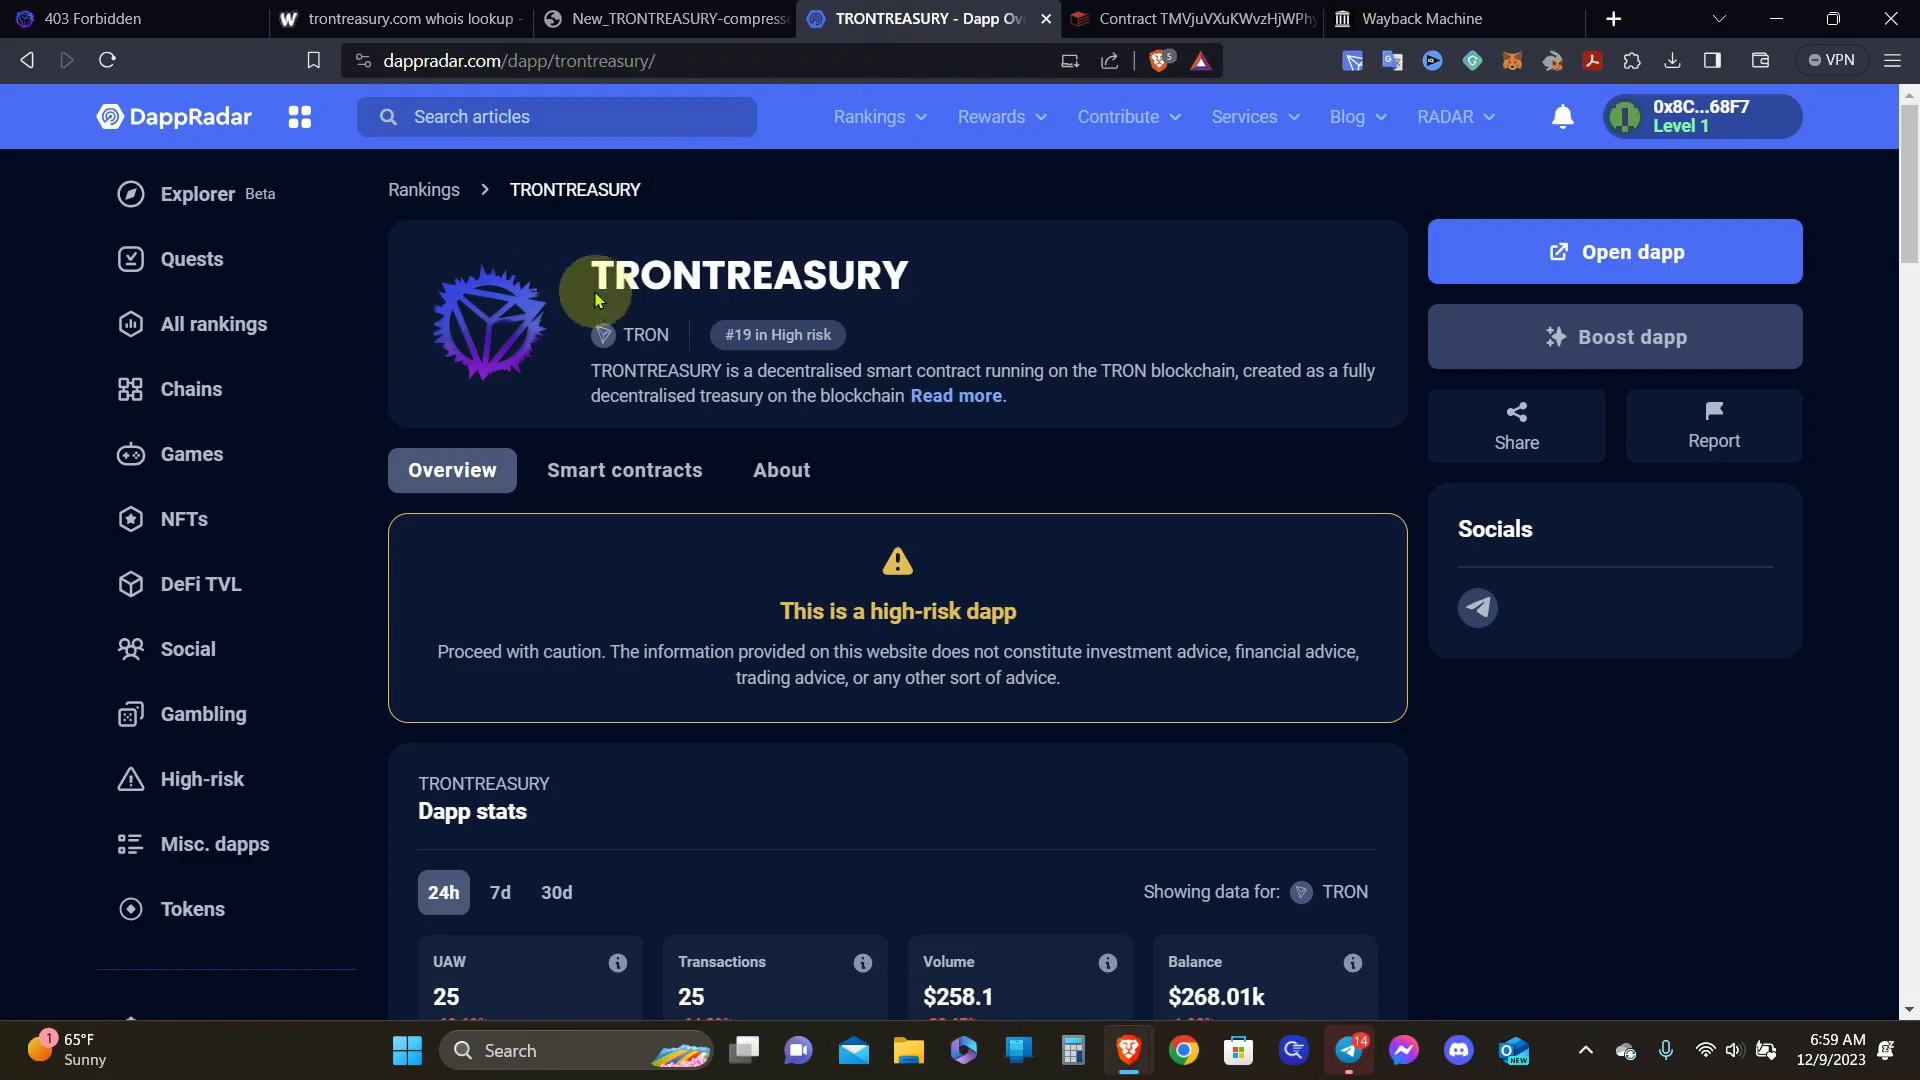 403 Forbidden
trontreasury.com whois lookup -
New_TRONTREASURY-compresse
TRONTREASURY - Dapp Ov
Contract TMVjuVXuKWvzHjWPhy
Wayback Machine
dappradar.com/dapp/trontreasury/
5
VPN
DappRadar
Search articles
Rankings
Rewards
Contribute
Services
Blog
RADAR
0x8C...68F7
Level 1
Explorer Beta
Quests
All rankings
Chains
Games
NFTs
DeFi TVL
Social
Gambling
High-risk
Misc. dapps
Tokens
Rankings > TRONTREASURY
TRONTREASURY
TRON
#19 in High risk
TRONTREASURY is a decentralised smart contract running on the TRON blockchain, created as a fully
decentralised treasury on the blockchain Read more.
Open dapp
Boost dapp
Share
Report
Socials
Overview
Smart contracts
About
This is a high-risk dapp
Proceed with caution. The information provided on this website does not constitute investment advice, financial advice,
trading advice, or any other sort of advice.
TRONTREASURY
Dapp stats
24h
7d
30d
Showing data for: TRON
UAW
25
Transactions
25
Volume
$258.1
Balance
$268.01k
1
65°F
Sunny
Search
14
NEW
6:59 AM
12/9/2023